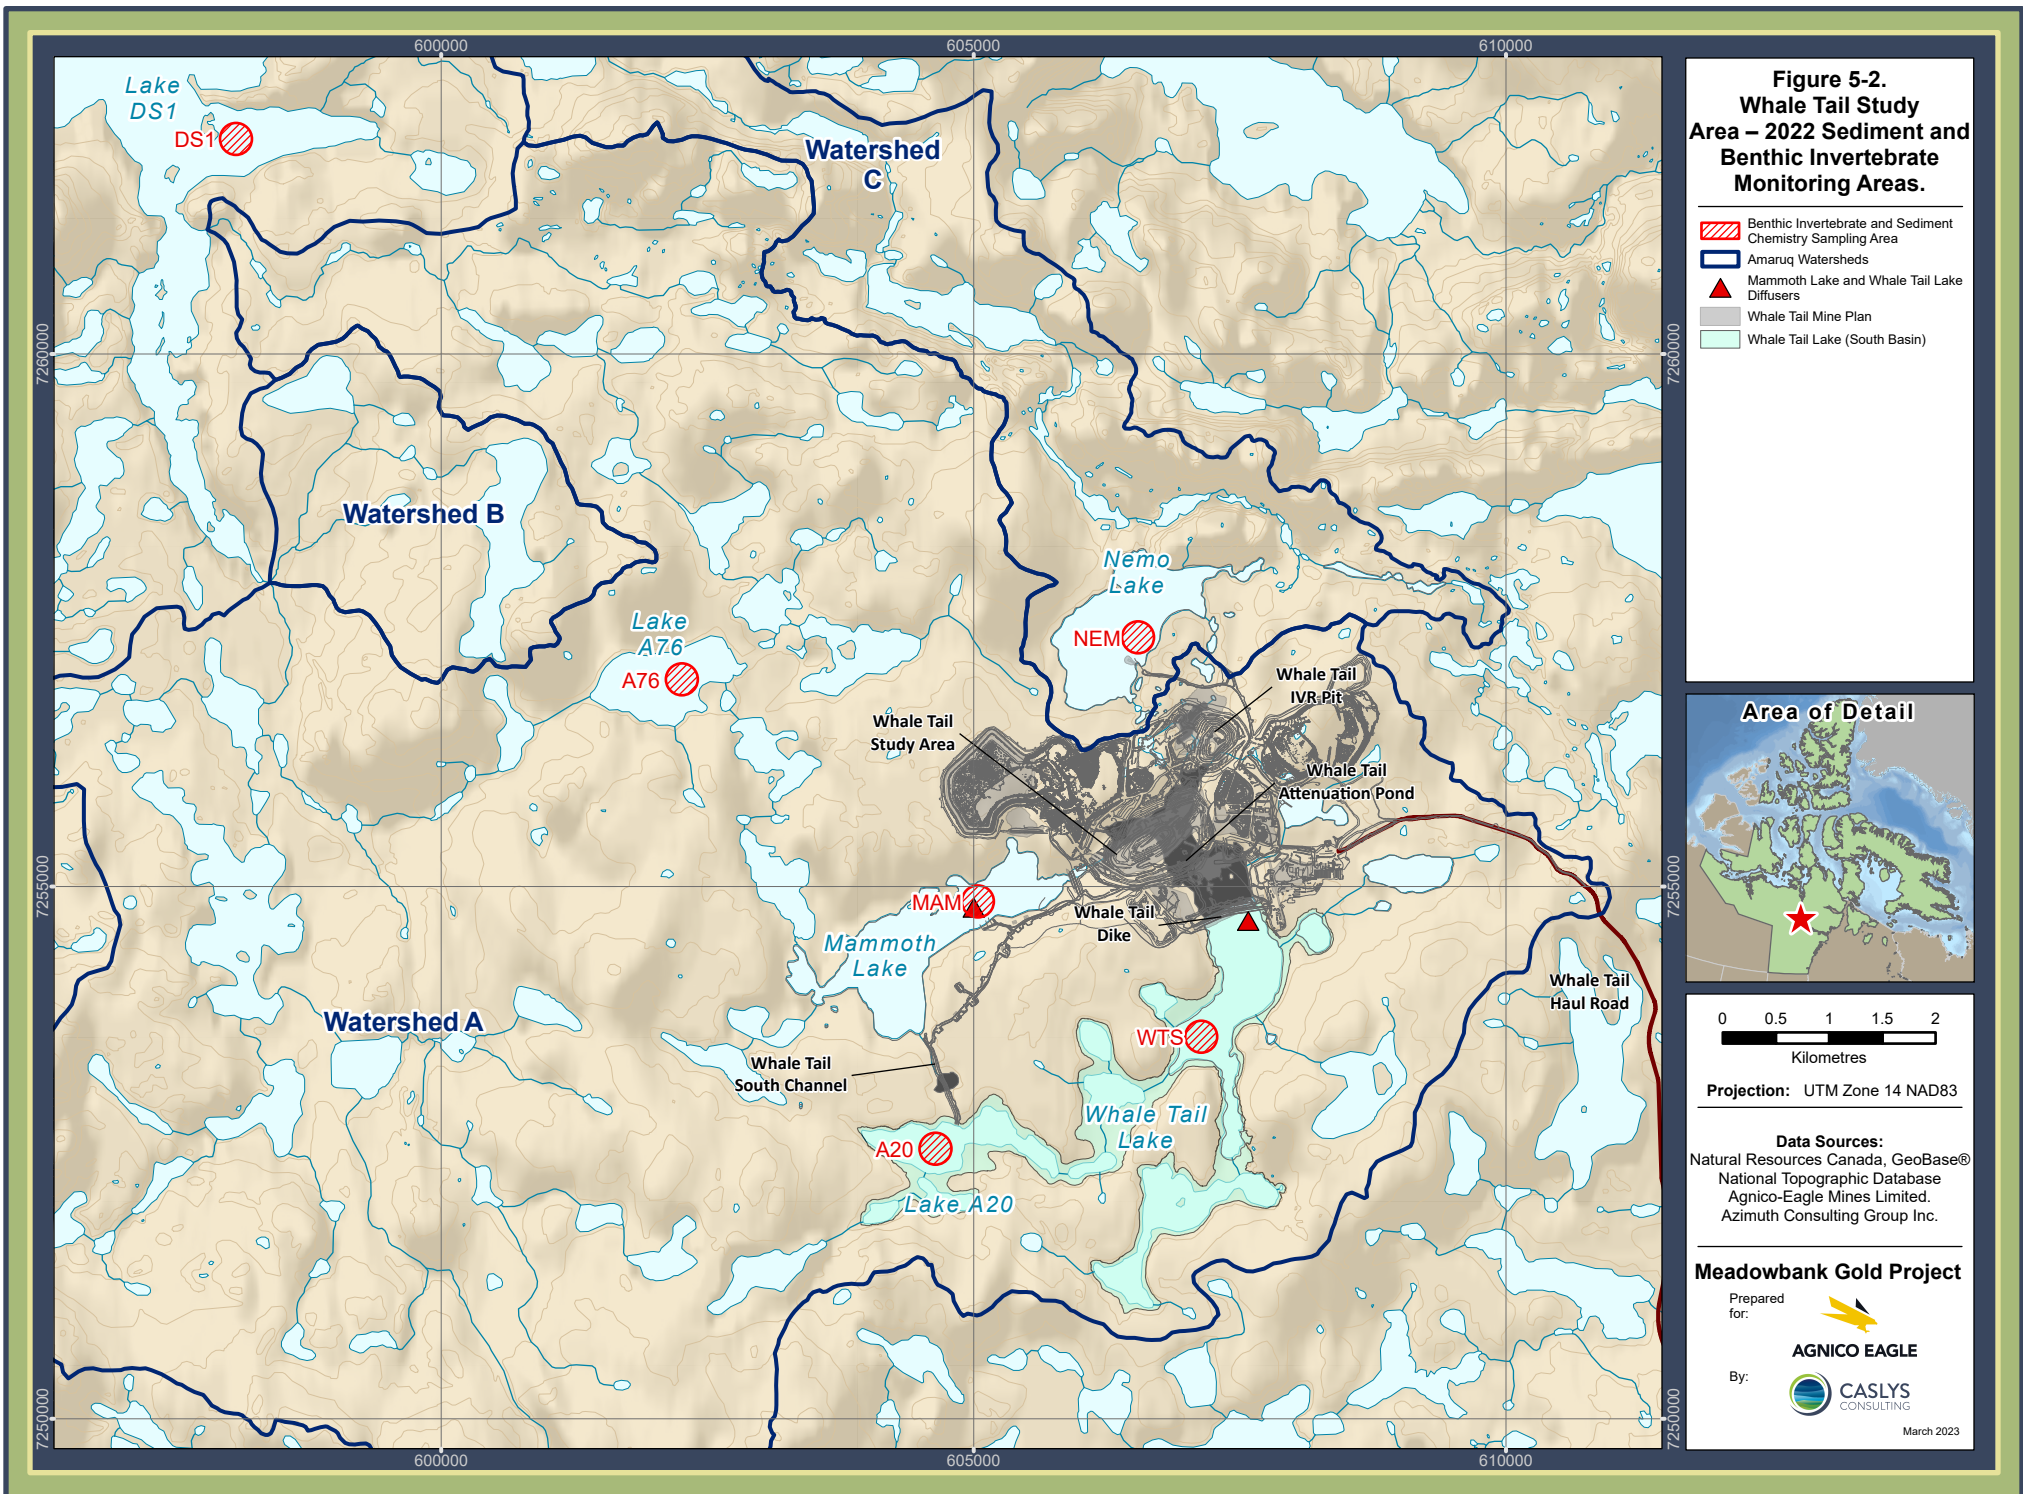 600000
605000
610000
Lake
DS1
DS1
Watershed
C
7260000
7260000
Watershed B
Nemo
Lake
NEM
Lake
A76
A76
Whale Tail
IVR Pit
Whale Tail
Study Area
Whale Tail
Attenuation Pond
7255000
7255000
MAM
Whale Tail
Dike
Mammoth
Lake
Whale Tail
Haul Road
Watershed A
WTS
Whale Tail
South Channel
Whale Tail
Lake
A20
Lake A20
7250000
7250000
600000
605000
610000
Figure 5-2.
Whale Tail Study
Area – 2022 Sediment and
Benthic Invertebrate
Monitoring Areas.
Benthic Invertebrate and Sediment
Chemistry Sampling Area
Amaruq Watersheds
Mammoth Lake and Whale Tail Lake
Diffusers
Whale Tail Mine Plan
Whale Tail Lake (South Basin)
Area of Detail
0 0.5 1 1.5 2
Kilometres
Projection: UTM Zone 14 NAD83
Data Sources:
Natural Resources Canada, GeoBase®
National Topographic Database
Agnico-Eagle Mines Limited.
Azimuth Consulting Group Inc.
Meadowbank Gold Project
Prepared
for:
AGNICO EAGLE
By:
CASLYS
CONSULTING
March 2023